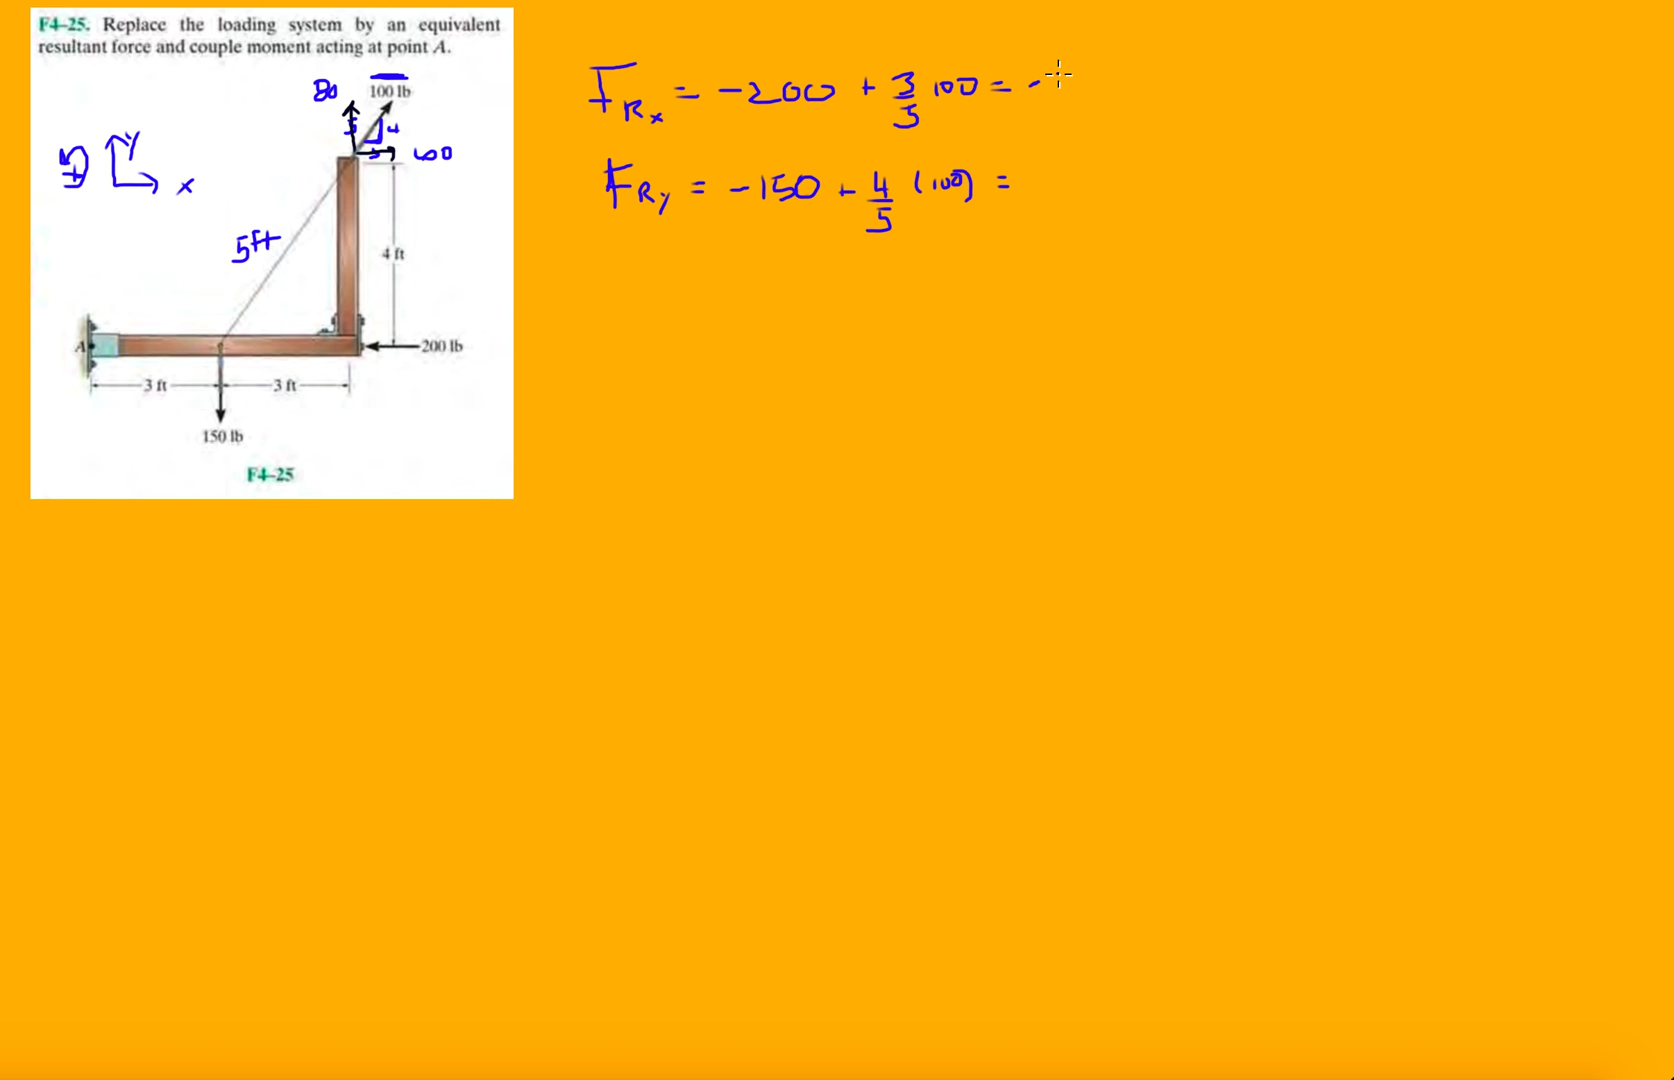 F4–25. Replace the loading system by an equivalent
resultant force and couple moment acting at point A.
80
100 lb
4
3
60
Y
x
5ft
4 ft
A
200 lb
3 ft
3 ft
150 lb
F4–25
F_Rx = -200 + 3/5 100 = -
F_Ry = -150 + 4/5 (100) =